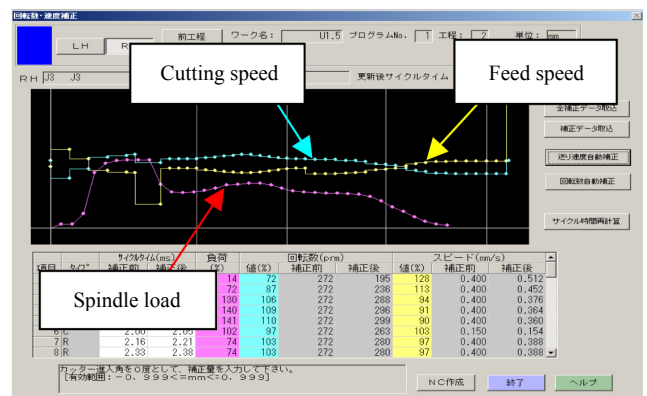 回転数・速度補正
LH R 前工程 ワーク名: U1.5 プログラムNo. 1 工程: 2 単位: mm
RH J3 J3 更新後サイクルタイム
Cutting speed
Feed speed
全補正データ取込
補正データ取込
送り速度自動補正
回転数自動補正
サイクル時間再計算
Spindle load
サイクルタイム(ms) 負荷 回転数(prm) スピード(mm/s)
項目 タイプ 補正前 補正後 (%) 値(%) 補正前 補正後 値(%) 補正前 補正後
14 72 272 195 128 0.400 0.512
72 87 272 236 113 0.400 0.452
130 106 272 288 94 0.400 0.376
140 109 272 296 91 0.400 0.364
141 110 272 299 90 0.400 0.360
6 C 2.00 2.05 102 97 272 263 103 0.150 0.154
7 R 2.16 2.21 74 103 272 280 97 0.400 0.388
8 R 2.33 2.38 74 103 272 280 97 0.400 0.388
カッター進入角を0度として、補正量を入力して下さい。
[有効範囲:-0.999<=mm<=0.999]
NC作成 終了 ヘルプ